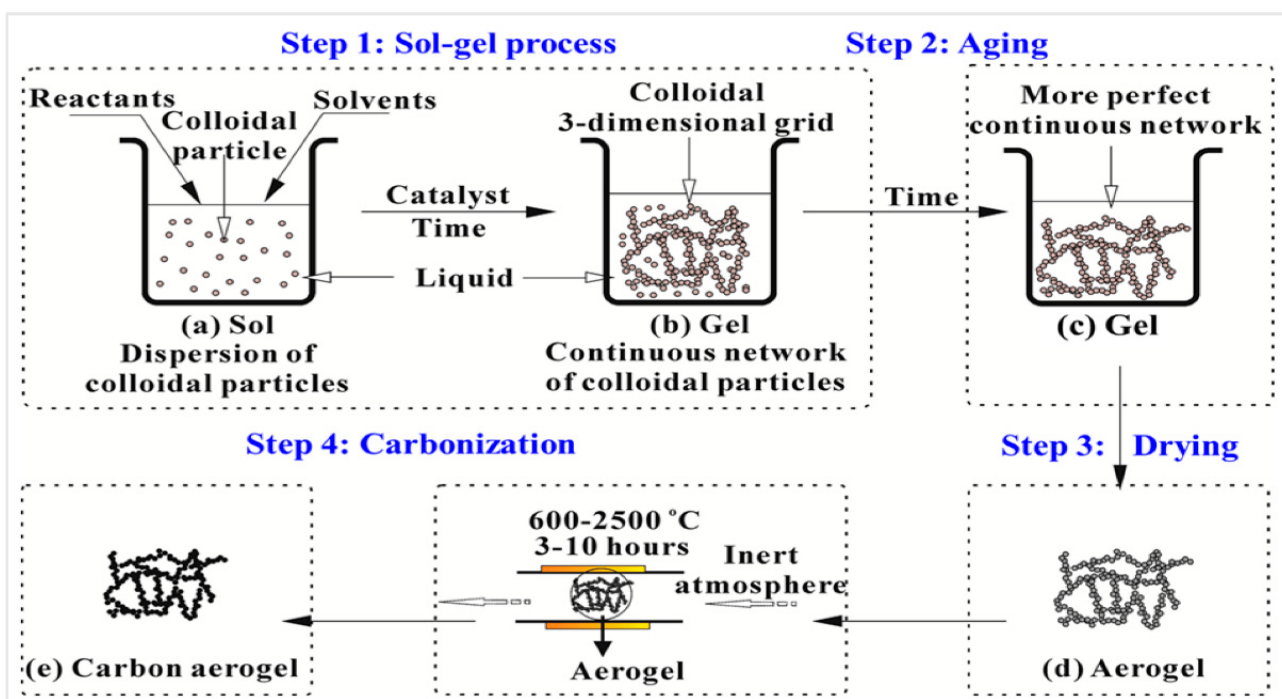 Step 1: Sol-gel process
Step 2: Aging
Reactants
Solvents
Colloidal
particle
Colloidal
3-dimensional grid
More perfect
continuous network
Catalyst
Time
Time
Liquid
(a) Sol
Dispersion of
colloidal particles
(b) Gel
Continuous network
of colloidal particles
(c) Gel
Step 4: Carbonization
Step 3: Drying
600-2500 °C
3-10 hours
Inert
atmosphere
Aerogel
(e) Carbon aerogel
(d) Aerogel